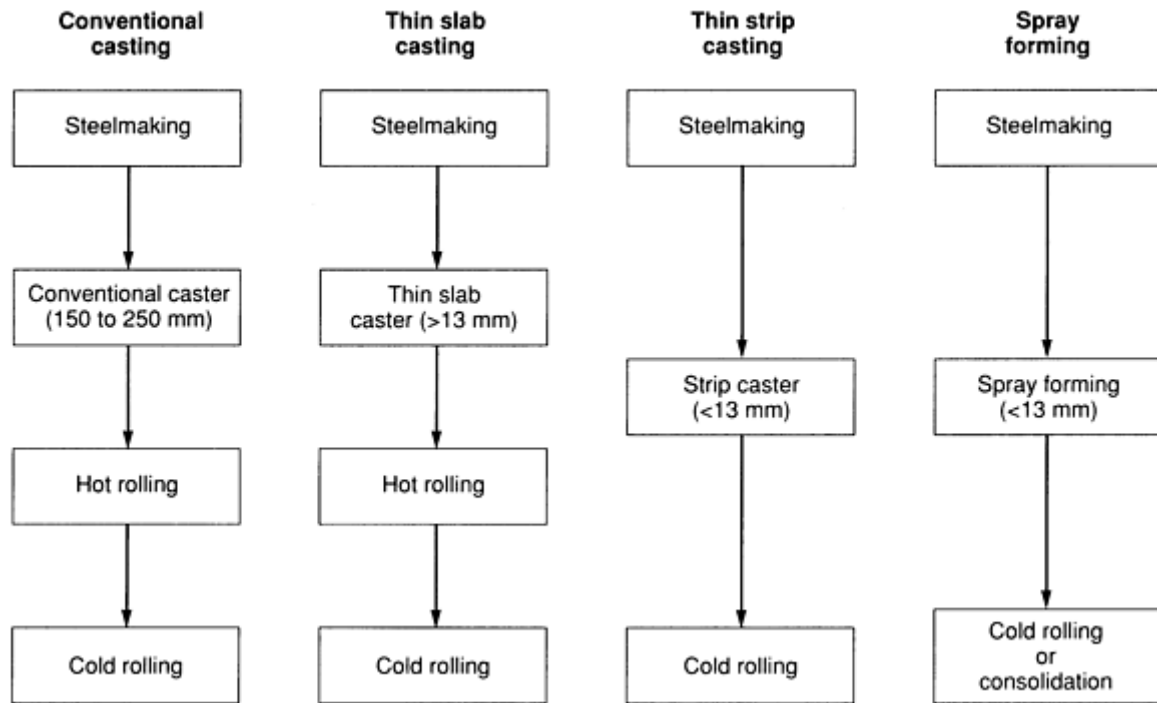 Conventional
casting
Thin slab
casting
Thin strip
casting
Spray
forming
Steelmaking
Steelmaking
Steelmaking
Steelmaking
Conventional caster
(150 to 250 mm)
Thin slab
caster (>13 mm)
Strip caster
(<13 mm)
Spray forming
(<13 mm)
Hot rolling
Hot rolling
Cold rolling
Cold rolling
Cold rolling
Cold rolling
or
consolidation